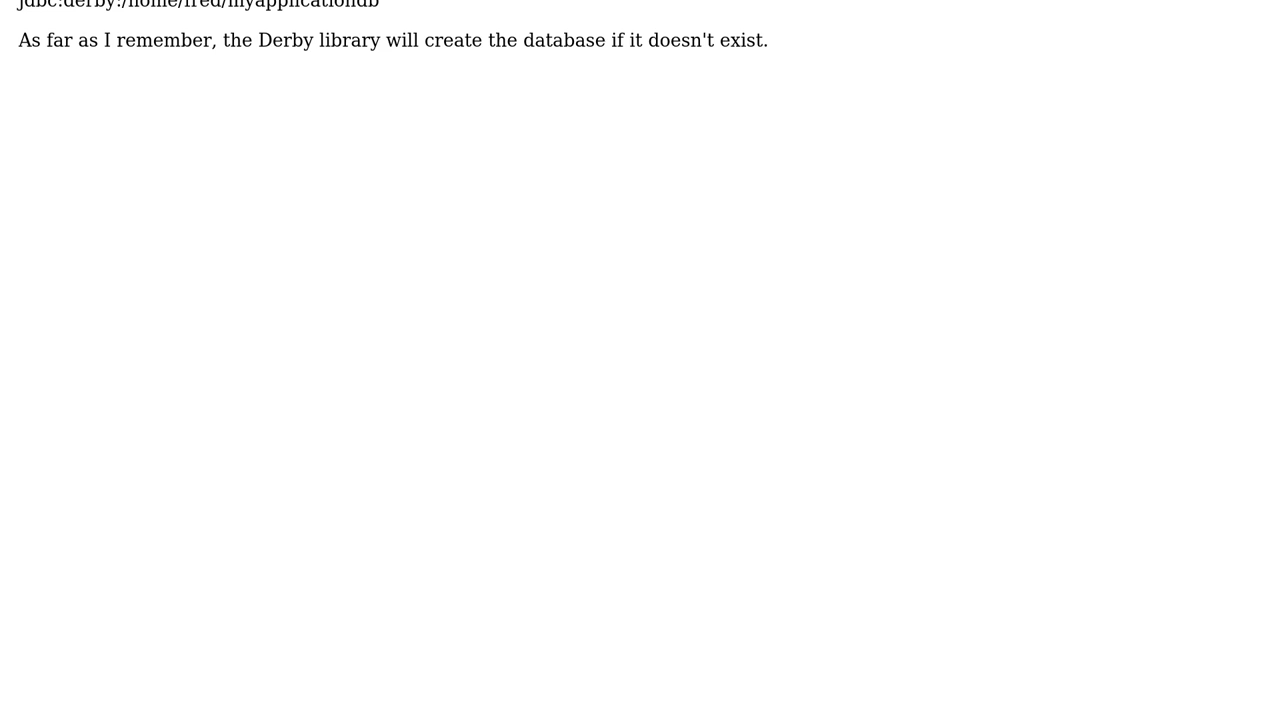 jdbc:derby:/home/fred/myapplicationdb
As far as I remember, the Derby library will create the database if it doesn't exist.